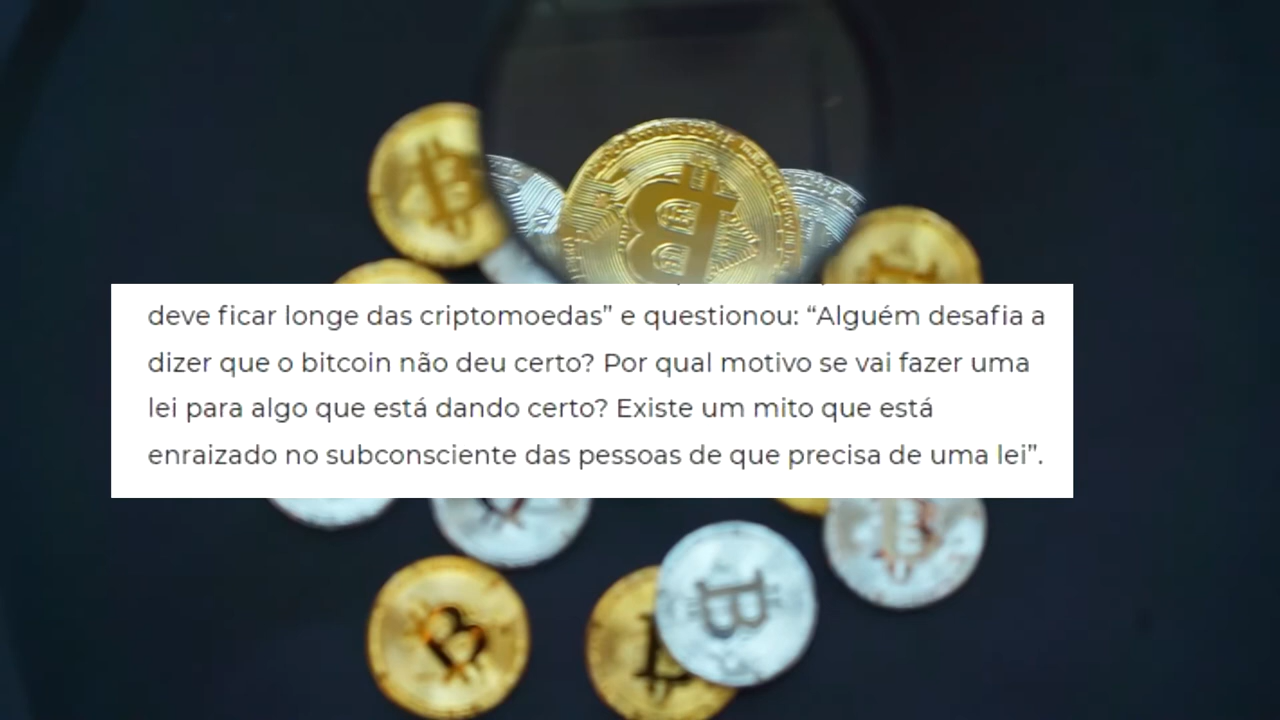 deve ficar longe das criptomoedas” e questionou: “Alguém desafia a
dizer que o bitcoin não deu certo? Por qual motivo se vai fazer uma
lei para algo que está dando certo? Existe um mito que está
enraizado no subconsciente das pessoas de que precisa de uma lei”.